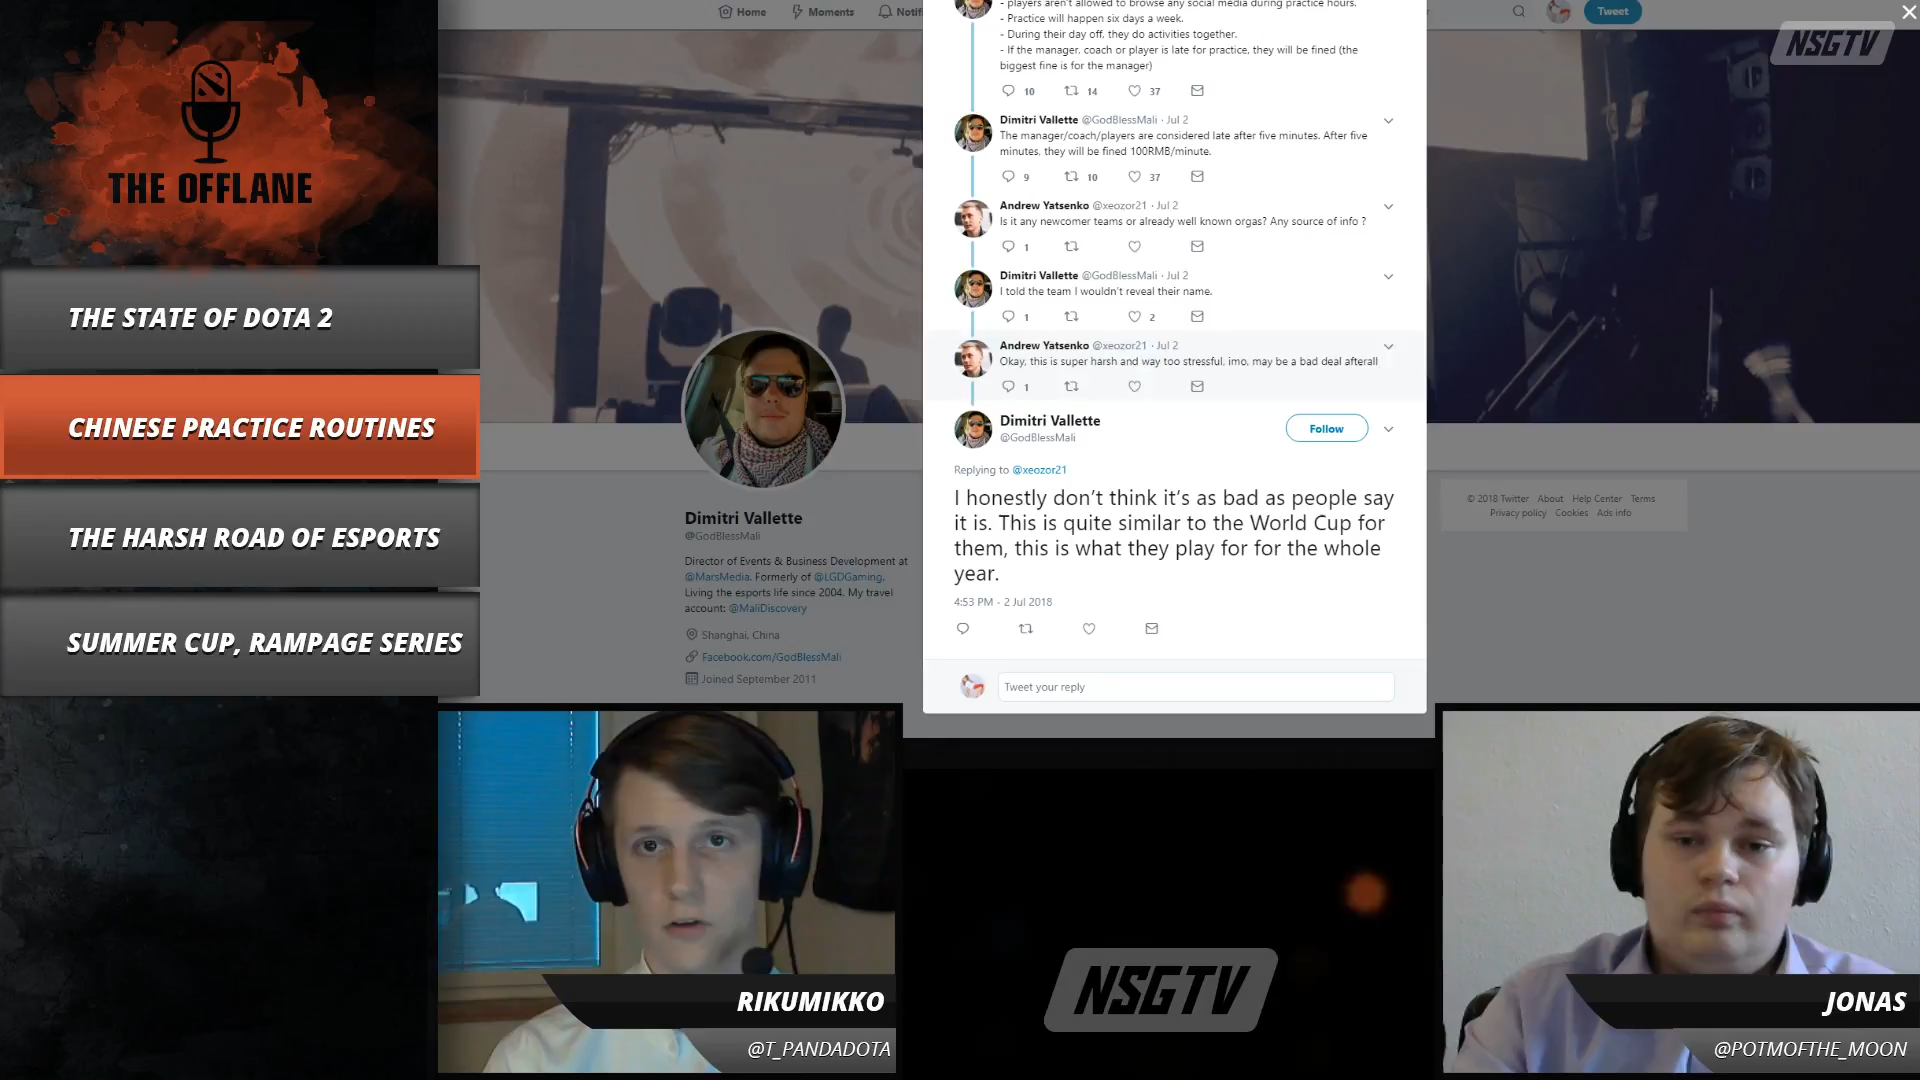 THE OFFLANE
THE STATE OF DOTA 2
CHINESE PRACTICE ROUTINES
THE HARSH ROAD OF ESPORTS
SUMMER CUP, RAMPAGE SERIES
Home
Moments
Tweet
NSGTV
- players aren't allowed to browse any social media during practice hours.
- Practice will happen six days a week.
- During their day off, they do activities together.
- If the manager, coach or player is late for practice, they will be fined (the
biggest fine is for the manager)
10 14 37
Dimitri Vallette @GodBlessMali · Jul 2
The manager/coach/players are considered late after five minutes. After five
minutes, they will be fined 100RMB/minute.
9 10 37
Andrew Yatsenko @xeozor21 · Jul 2
Is it any newcomer teams or already well known orgas? Any source of info ?
1
Dimitri Vallette @GodBlessMali · Jul 2
I told the team I wouldn't reveal their name.
1 2
Andrew Yatsenko @xeozor21 · Jul 2
Okay, this is super harsh and way too stressful, imo, may be a bad deal afterall
1
Dimitri Vallette
@GodBlessMali
Follow
Replying to @xeozor21
I honestly don't think it's as bad as people say
it is. This is quite similar to the World Cup for
them, this is what they play for for the whole
year.
4:53 PM - 2 Jul 2018
Tweet your reply
Dimitri Vallette
@GodBlessMali
Director of Events & Business Development at
@MarsMedia. Formerly of @LGDGaming.
Living the esports life since 2004. My travel
account: @MaliDiscovery
Shanghai, China
Facebook.com/GodBlessMali
Joined September 2011
© 2018 Twitter About Help Center Terms
Privacy policy Cookies Ads info
RIKUMIKKO
@T_PANDADOTA
NSGTV
JONAS
@POTMOFTHE_MOON